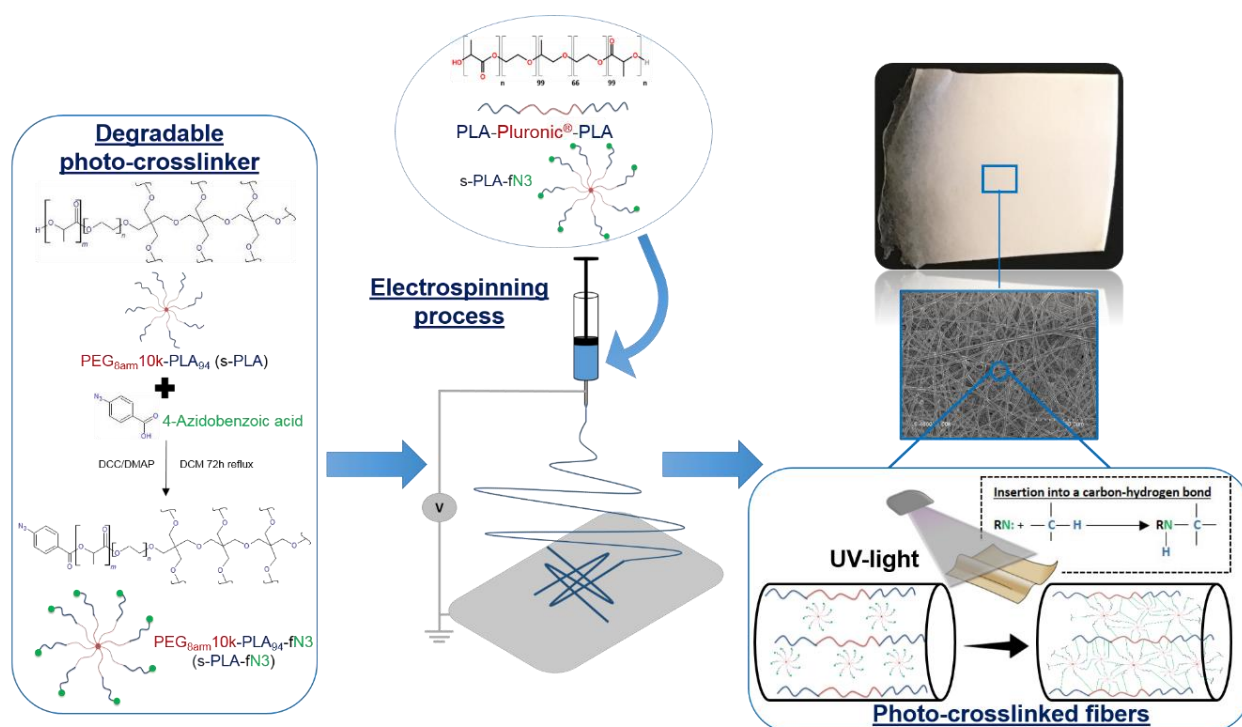 Degradable
photo-crosslinker
PEG8arm10k-PLA94 (s-PLA)
+
N3
O
OH
4-Azidobenzoic acid
DCC/DMAP DCM 72h reflux
PEG8arm10k-PLA94-fN3
(s-PLA-fN3)
HO
O
n
99
66
99
n
PLA-Pluronic®-PLA
s-PLA-fN3
Electrospinning
process
V
Insertion into a carbon-hydrogen bond
RN: + C H RN C
H
UV-light
Photo-crosslinked fibers